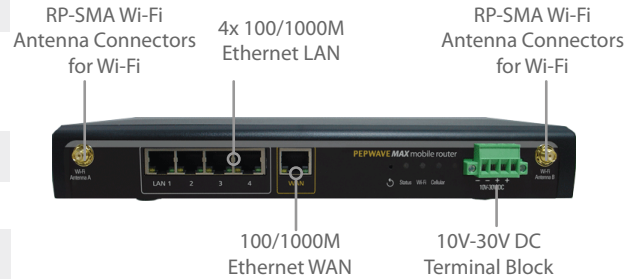 RP-SMA Wi-Fi
Antenna Connectors
for Wi-Fi
4x 100/1000M
Ethernet LAN
RP-SMA Wi-Fi
Antenna Connectors
for Wi-Fi
PEPWAVE MAX mobile router
Wi-Fi
Antenna A
LAN 1 2 3 4
WAN
Status Wi-Fi Cellular
− − + +
10V-30V DC
Wi-Fi
Antenna B
100/1000M
Ethernet WAN
10V-30V DC
Terminal Block